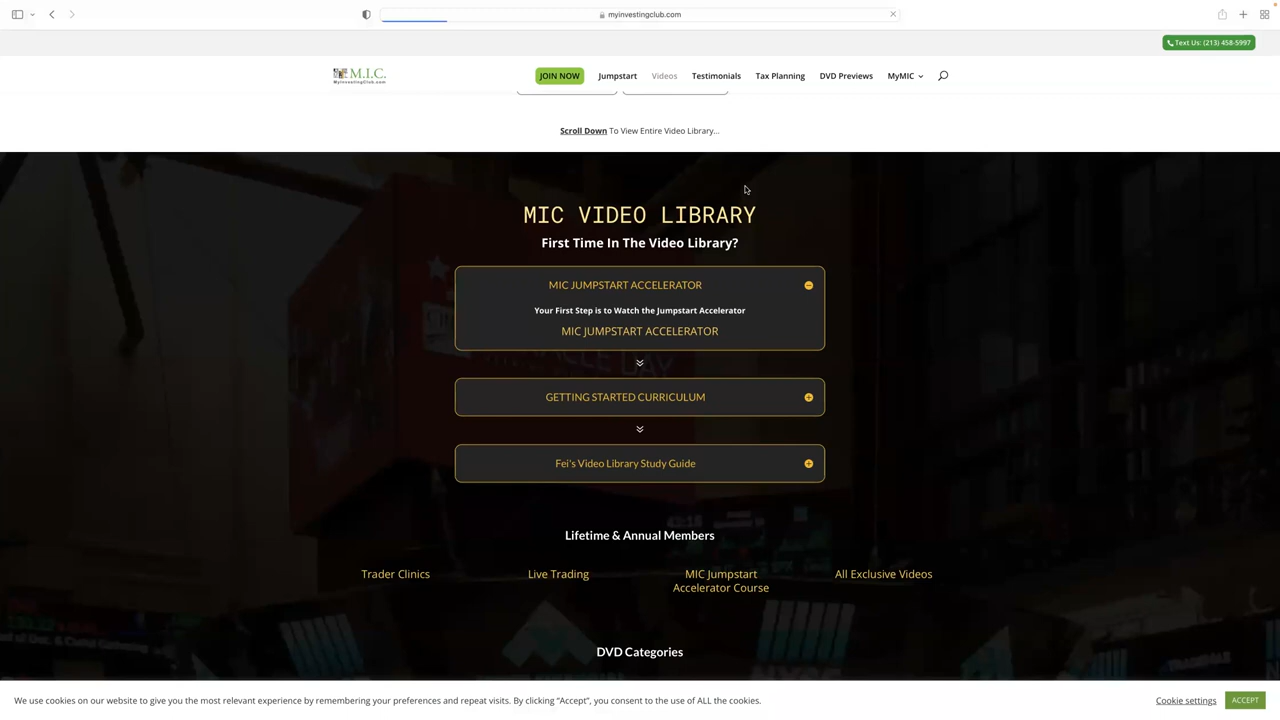 myinvestingclub.com
Text Us: (213) 458-5997
M.I.C.
MyInvestingClub.com
JOIN NOW
Jumpstart
Videos
Testimonials
Tax Planning
DVD Previews
MyMIC
Scroll Down To View Entire Video Library...
MIC VIDEO LIBRARY
First Time In The Video Library?
MIC JUMPSTART ACCELERATOR
Your First Step is to Watch the Jumpstart Accelerator
MIC JUMPSTART ACCELERATOR
GETTING STARTED CURRICULUM
Fei's Video Library Study Guide
Lifetime & Annual Members
Trader Clinics
Live Trading
MIC Jumpstart
Accelerator Course
All Exclusive Videos
DVD Categories
We use cookies on our website to give you the most relevant experience by remembering your preferences and repeat visits. By clicking “Accept”, you consent to the use of ALL the cookies.
Cookie settings
ACCEPT